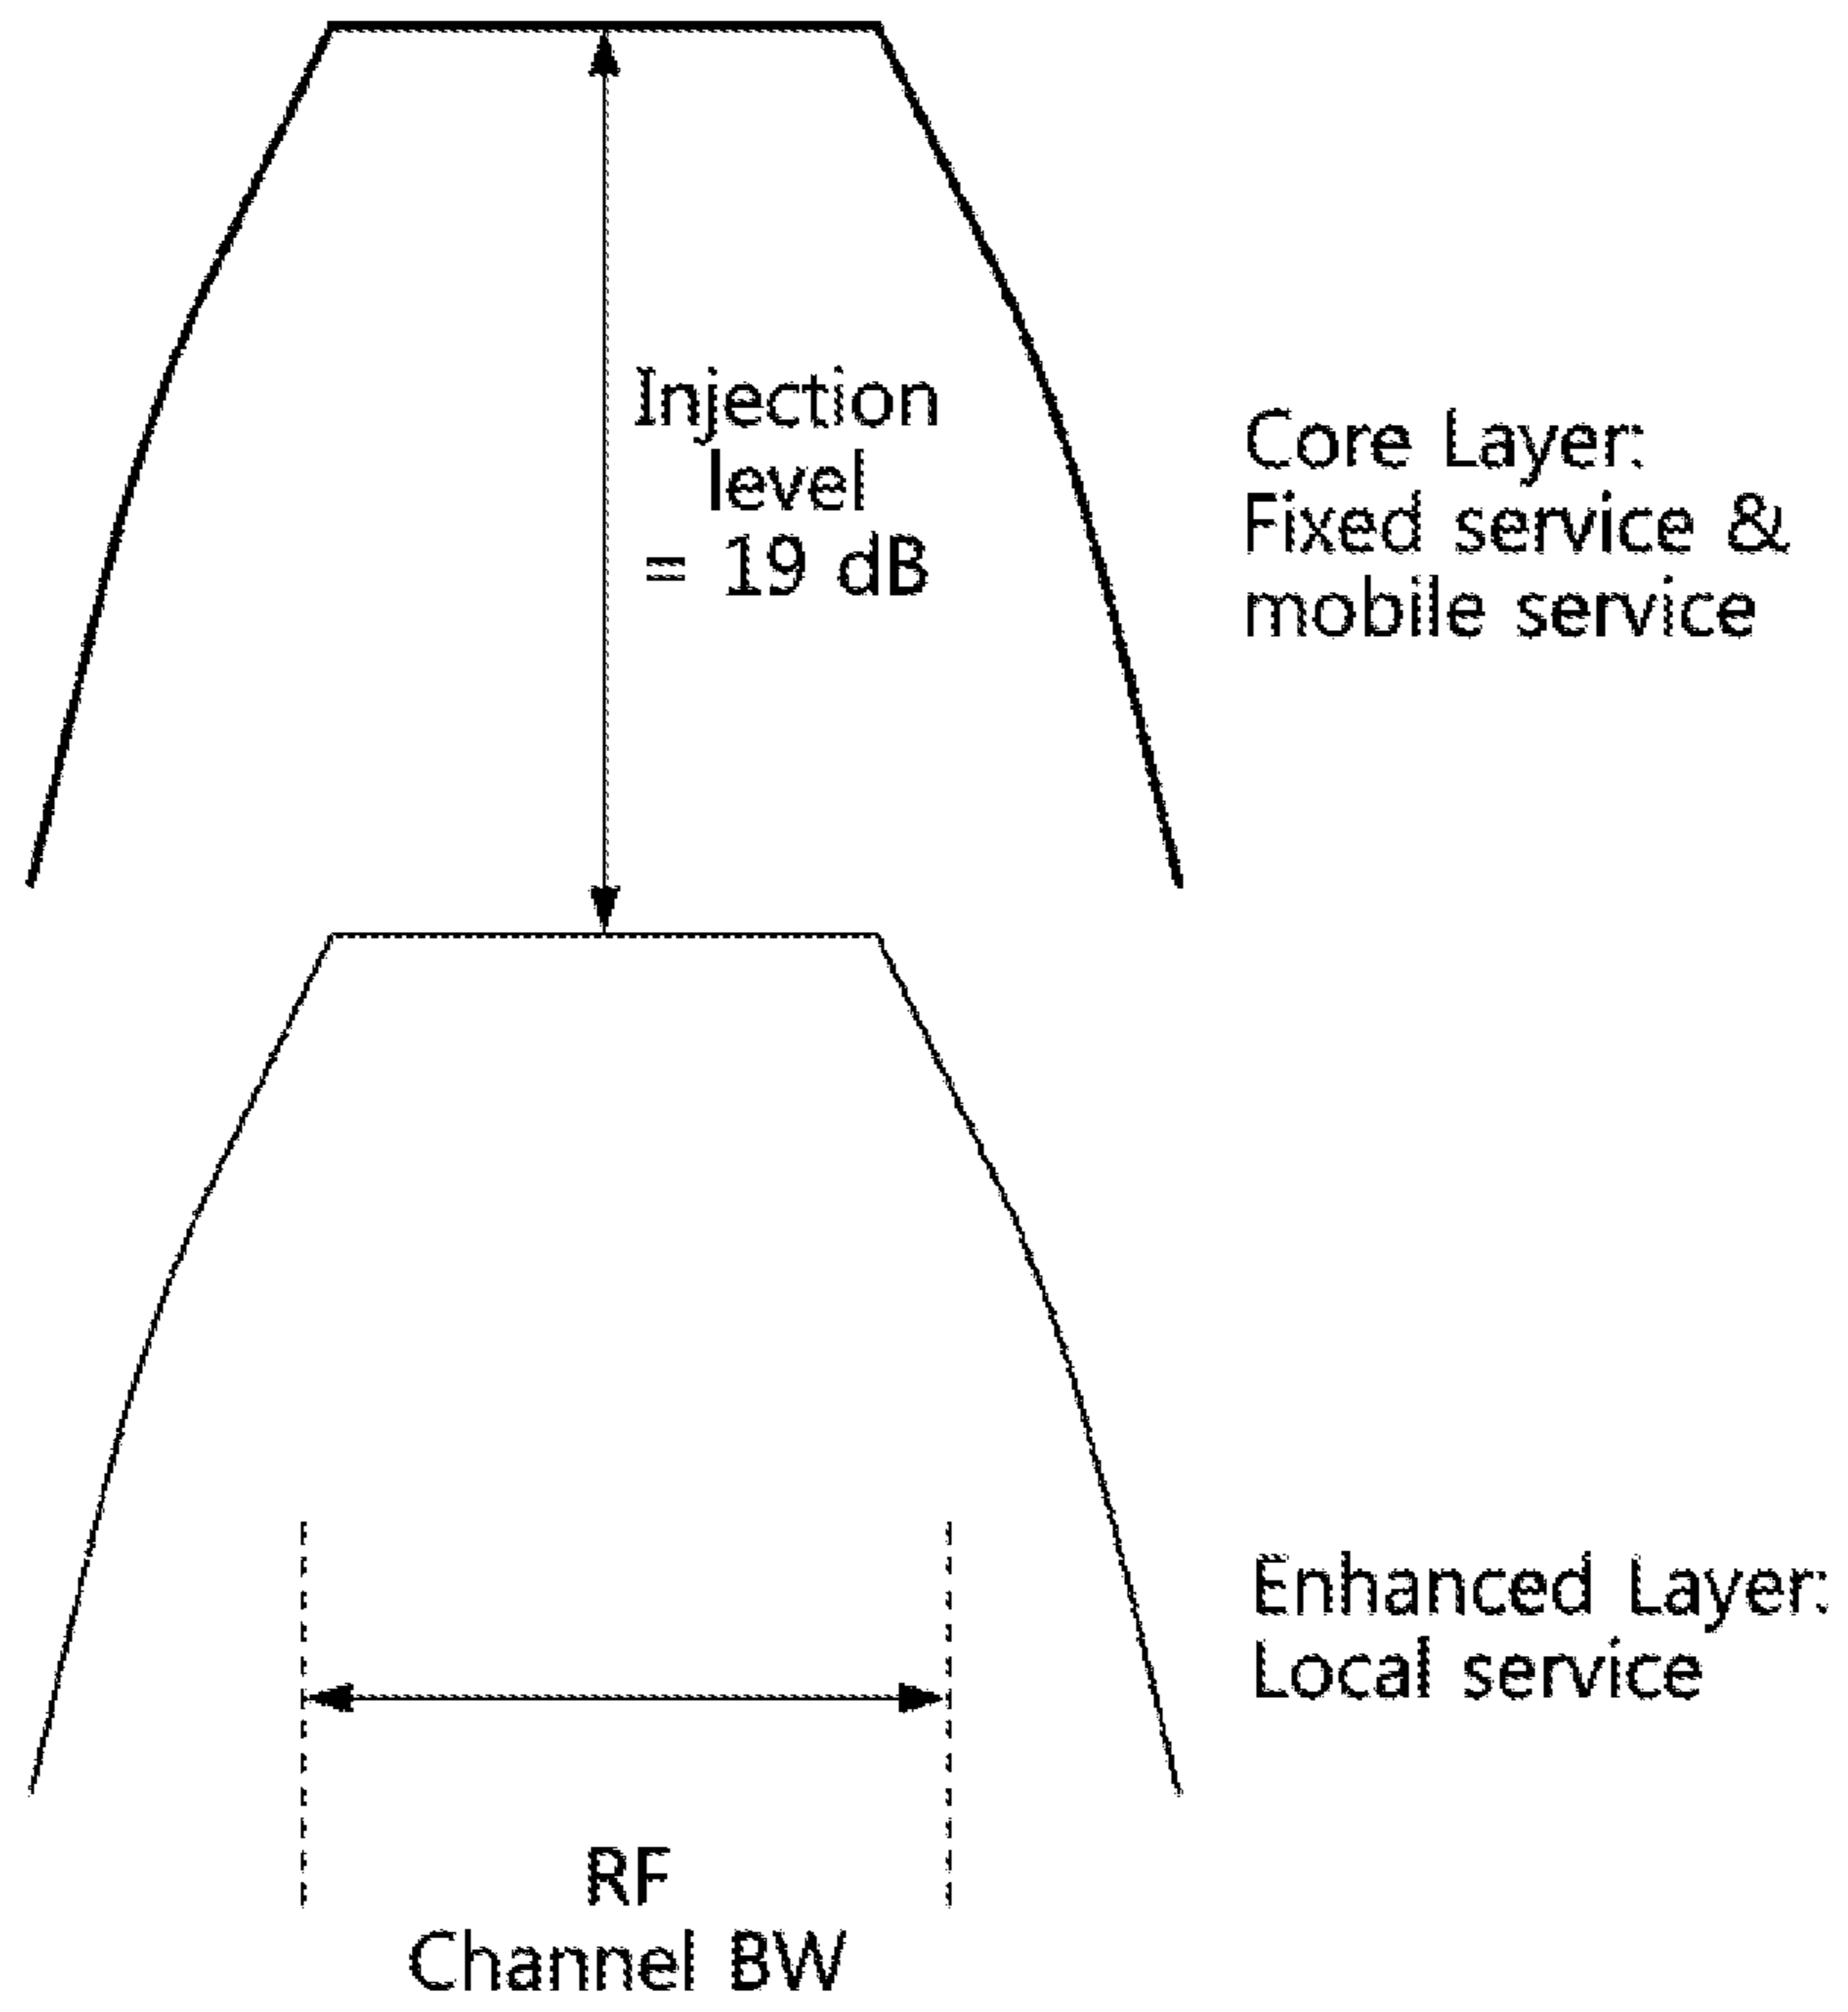 Injection
level
= 19 dB
Core Layer:
Fixed service &
mobile service
Enhanced Layer:
Local service
RF
Channel BW